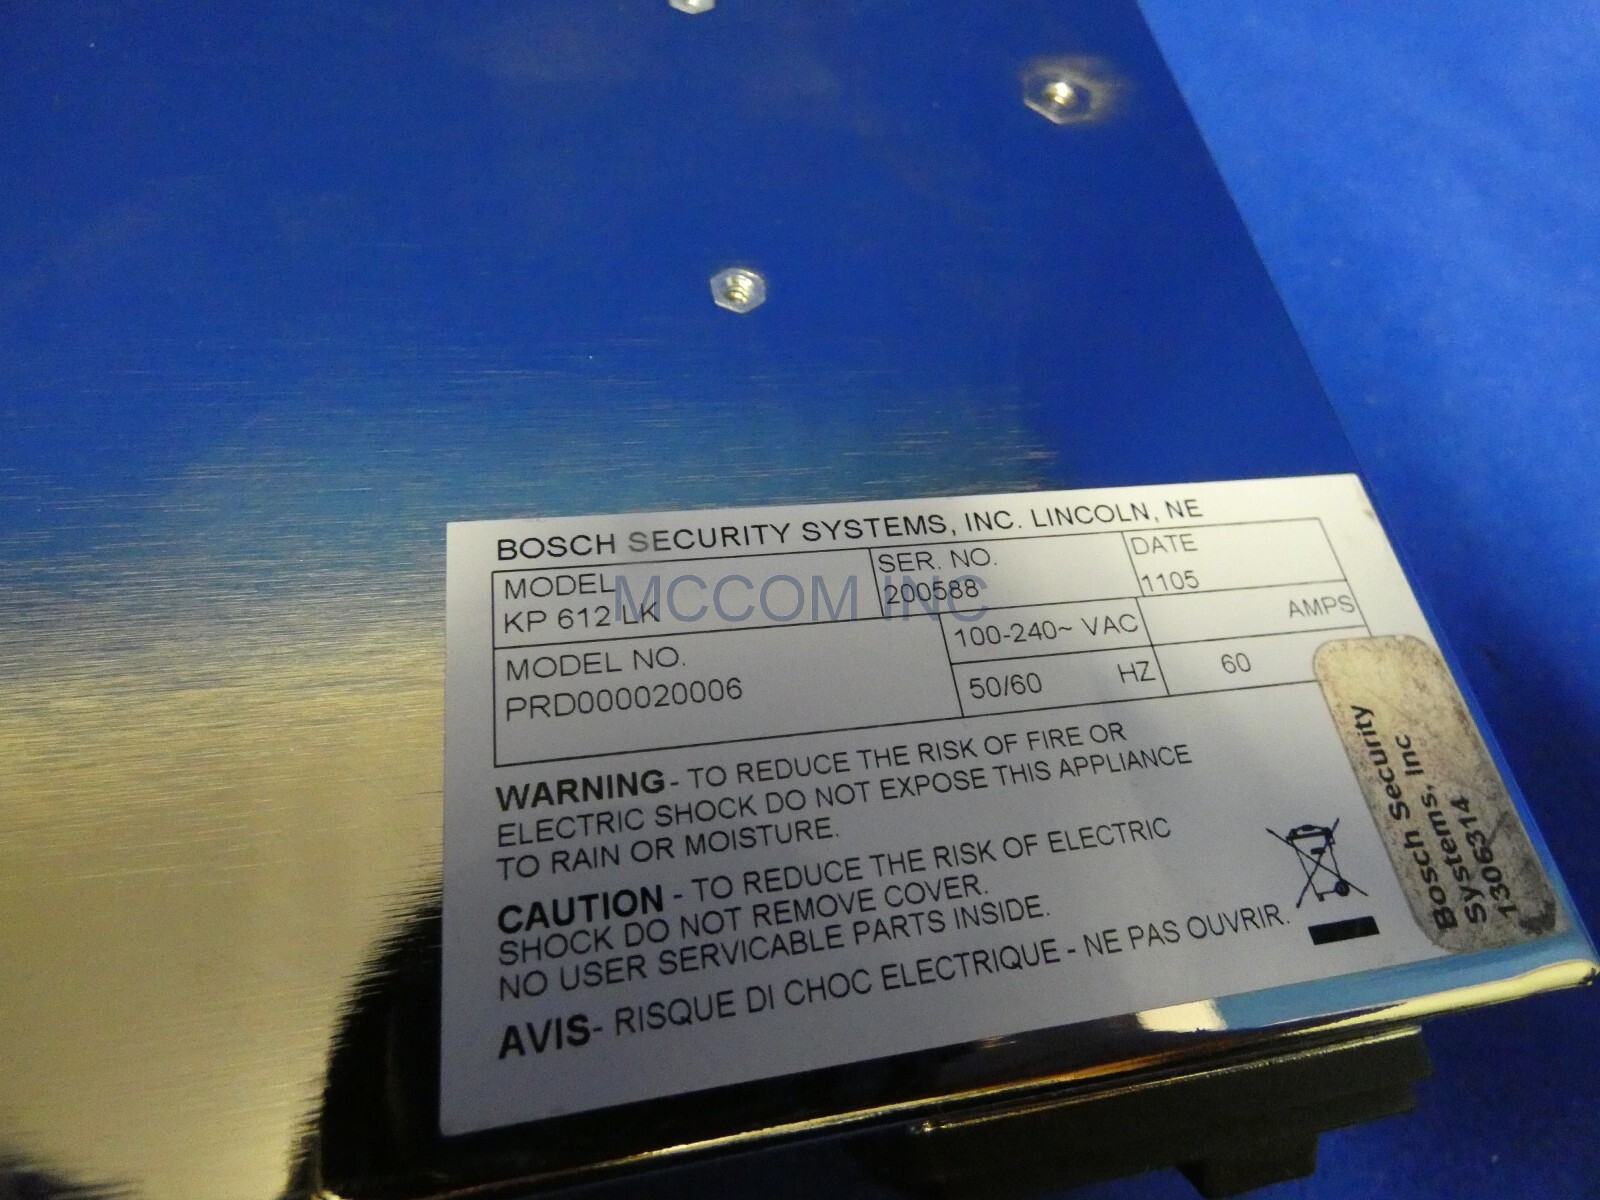 BOSCH SECURITY SYSTEMS, INC. LINCOLN, NE
MODEL
KP 612 LK
SER. NO.
200588
DATE
1105
MCCOM INC
MODEL NO.
PRD000020006
100-240~ VAC
AMPS
50/60 HZ
60
WARNING - TO REDUCE THE RISK OF FIRE OR
ELECTRIC SHOCK DO NOT EXPOSE THIS APPLIANCE
TO RAIN OR MOISTURE.
CAUTION - TO REDUCE THE RISK OF ELECTRIC
SHOCK DO NOT REMOVE COVER.
NO USER SERVICABLE PARTS INSIDE.
AVIS- RISQUE DI CHOC ELECTRIQUE - NE PAS OUVRIR.
Bosch Security
Systems, Inc
1306314